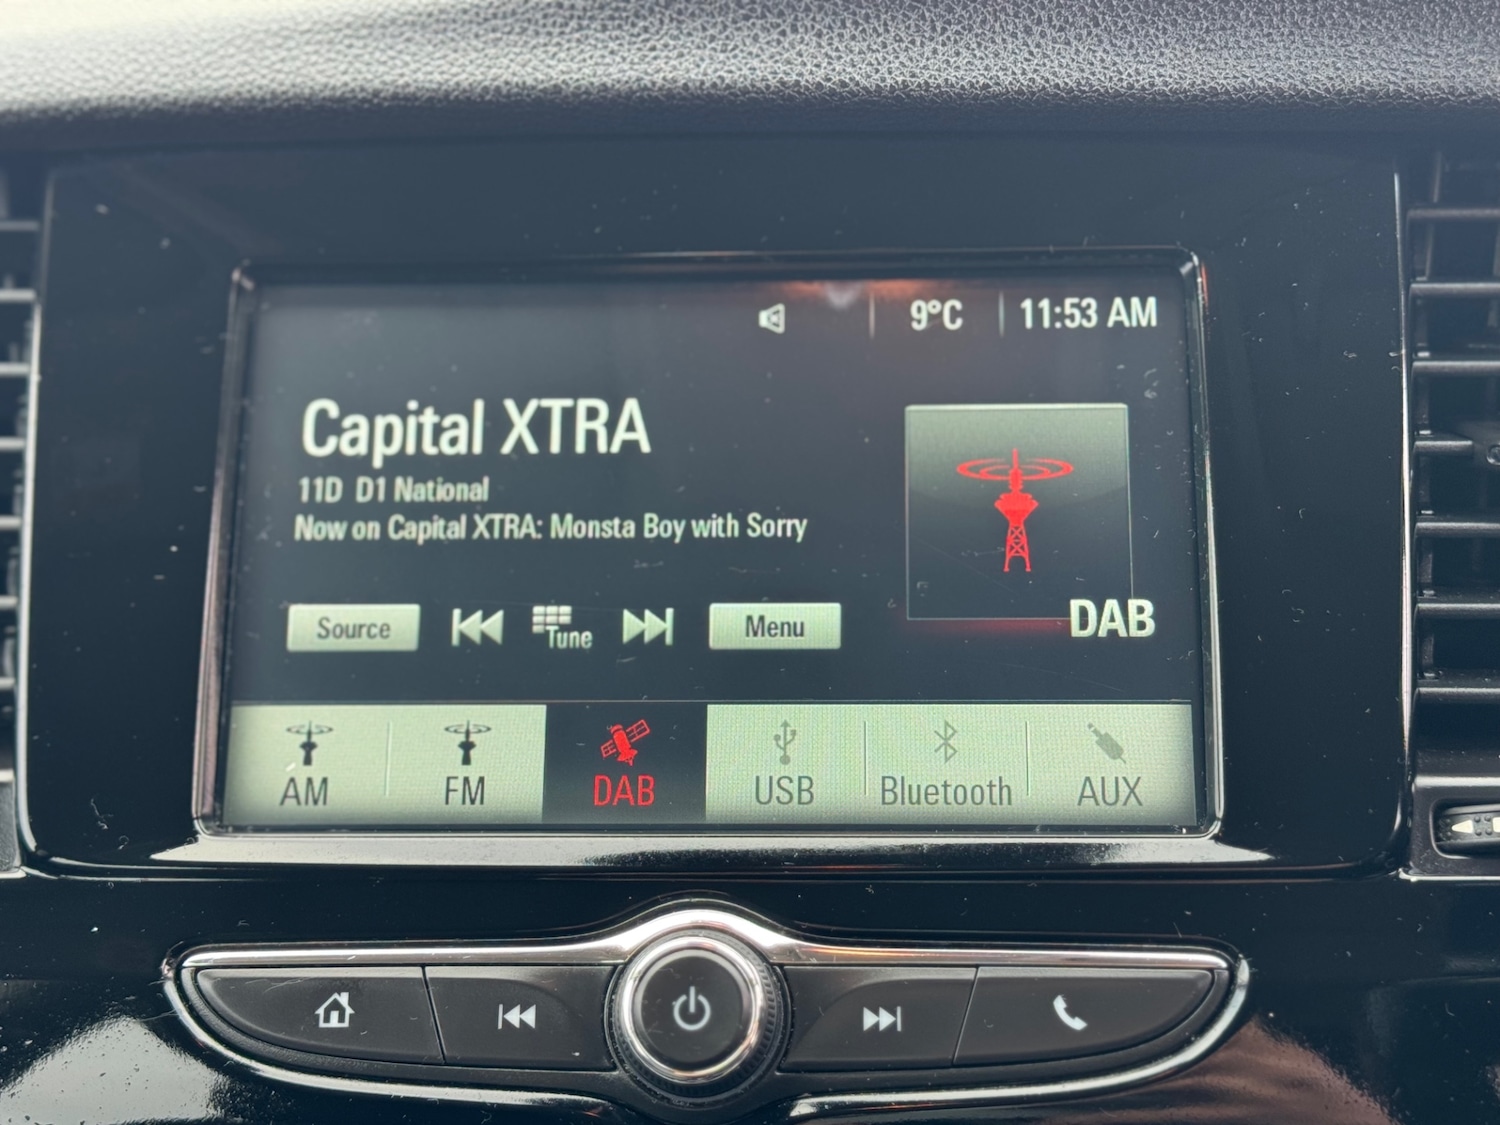 9°C 11:53 AM
Capital XTRA
11D D1 National
Now on Capital XTRA: Monsta Boy with Sorry
Source Tune Menu
DAB
AM FM DAB USB Bluetooth AUX